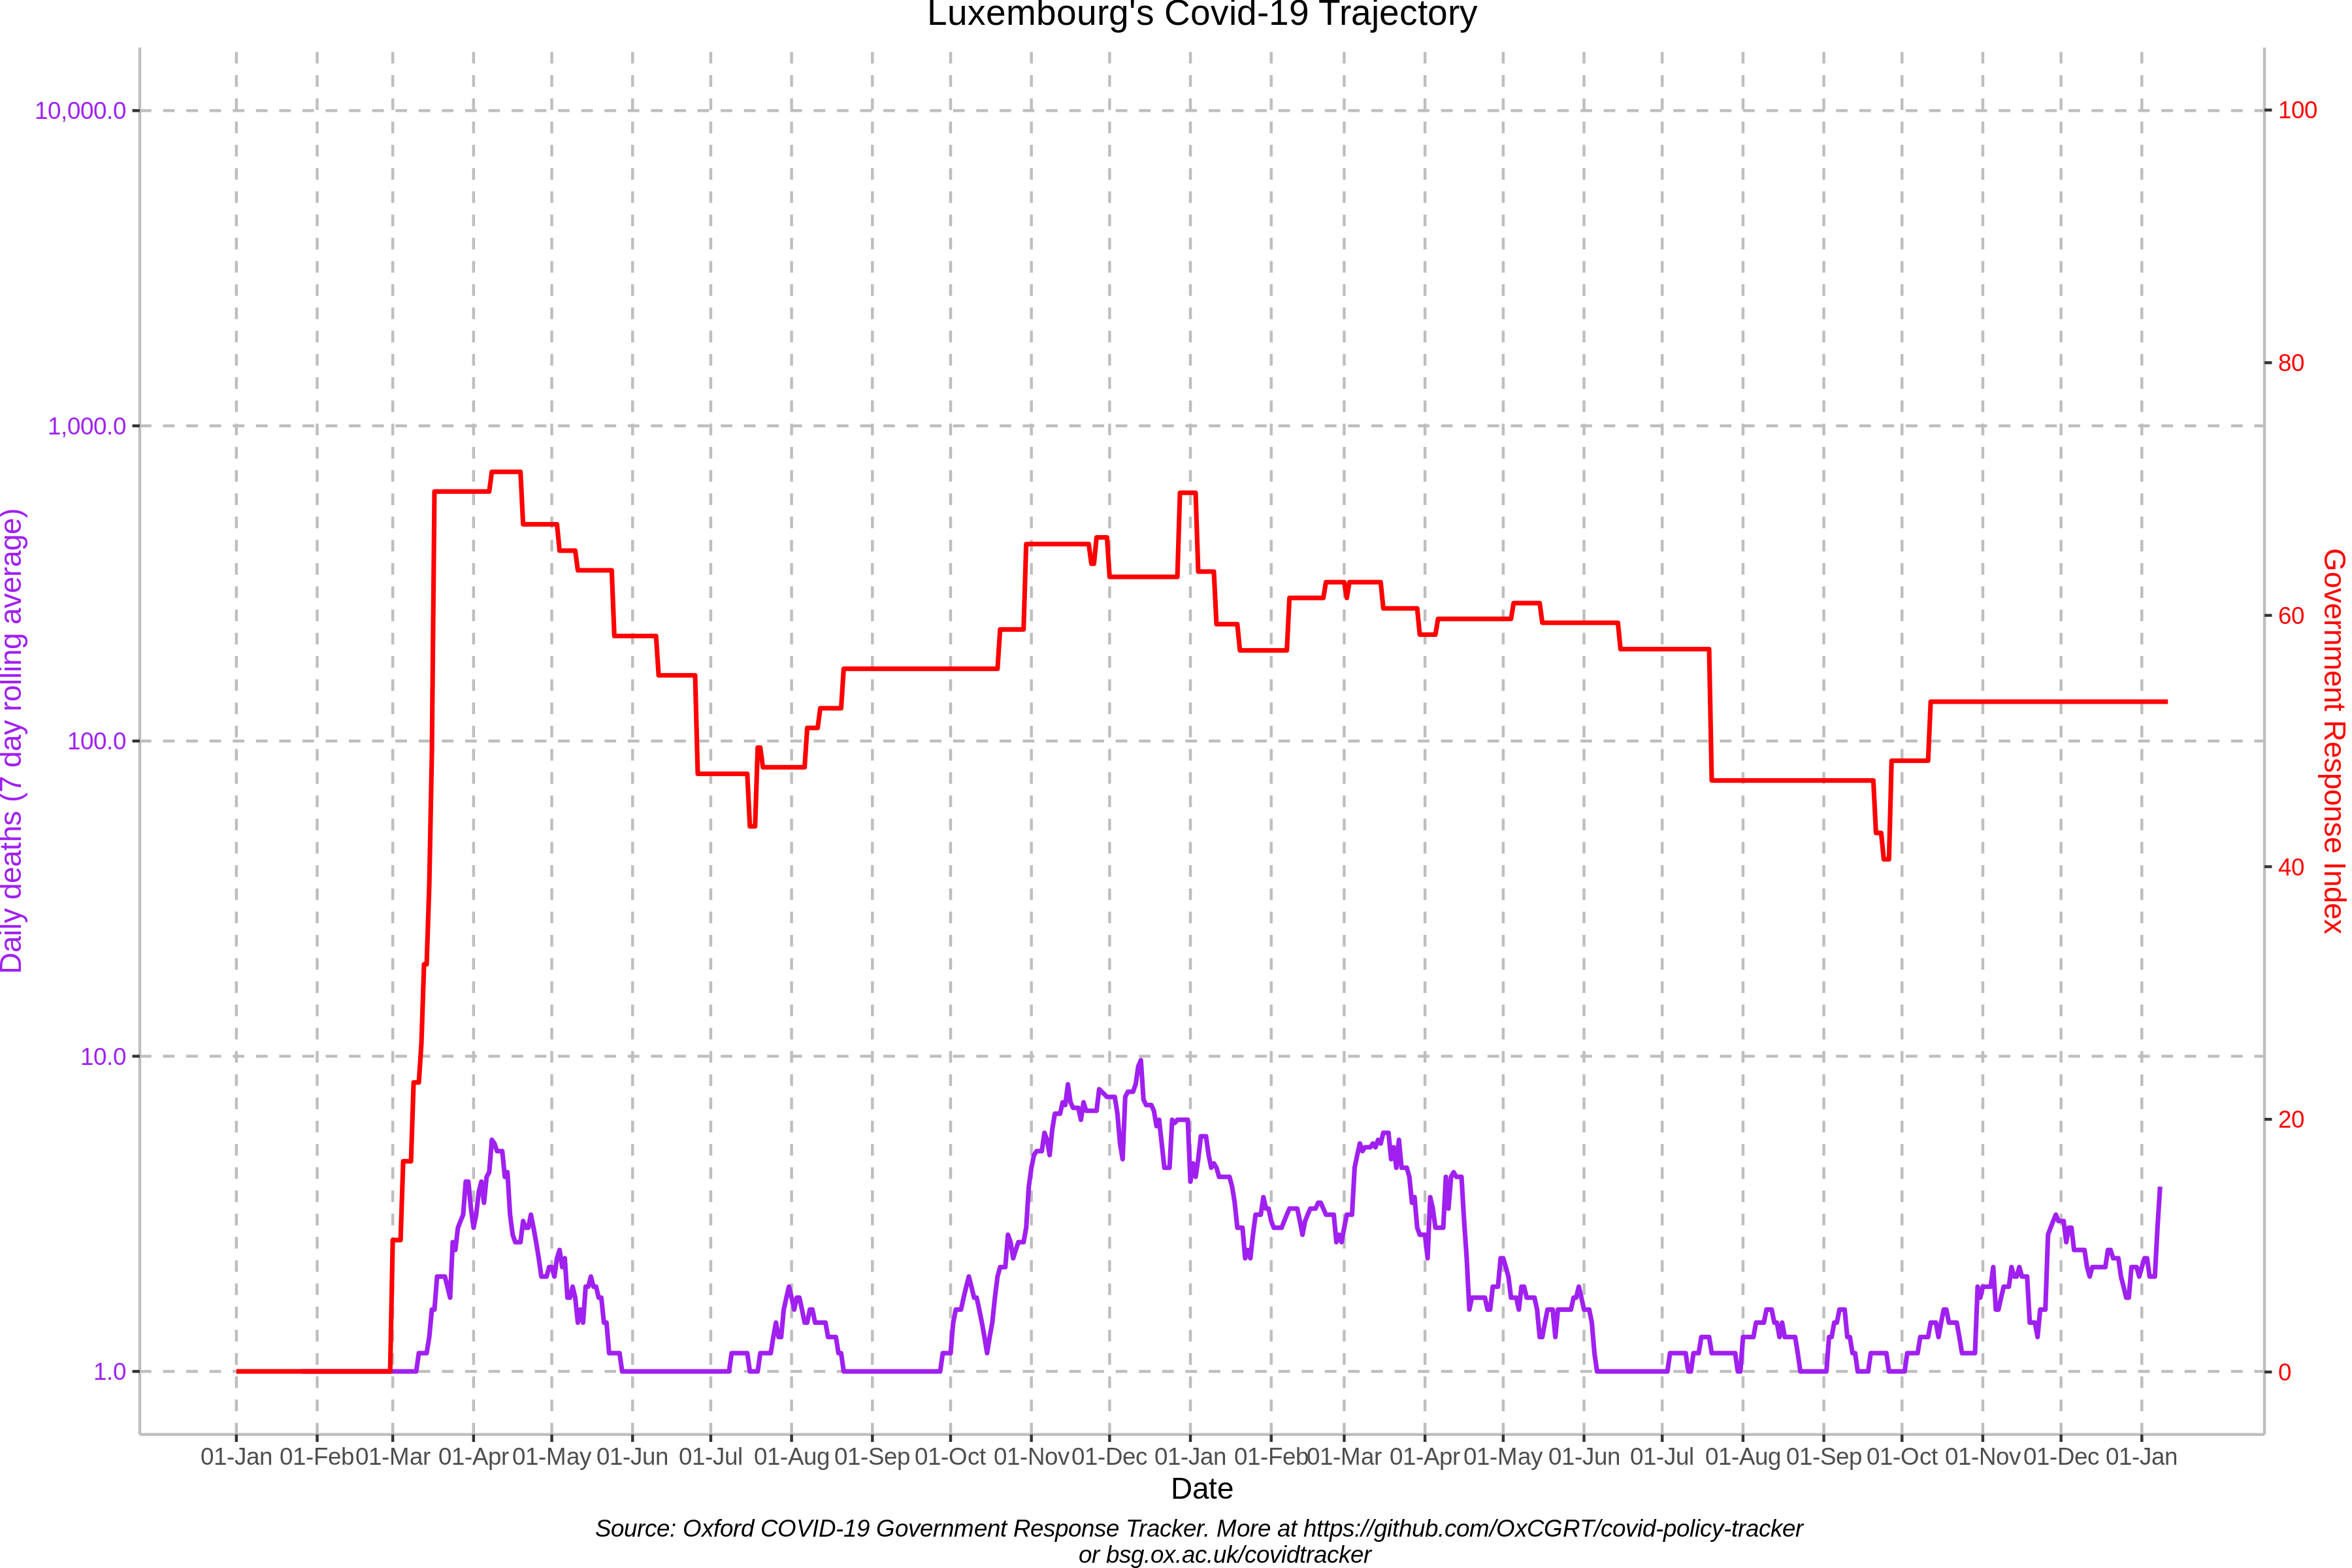 Luxembourg's Covid-19 Trajectory
Daily deaths (7 day rolling average)
10,000.0
1,000.0
100.0
10.0
1.0
100
80
60
40
20
0
Government Response Index
01-Jan 01-Feb 01-Mar 01-Apr 01-May 01-Jun 01-Jul 01-Aug 01-Sep 01-Oct 01-Nov 01-Dec 01-Jan 01-Feb 01-Mar 01-Apr 01-May 01-Jun 01-Jul 01-Aug 01-Sep 01-Oct 01-Nov 01-Dec 01-Jan
Date
Source: Oxford COVID-19 Government Response Tracker. More at https://github.com/OxCGRT/covid-policy-tracker
or bsg.ox.ac.uk/covidtracker